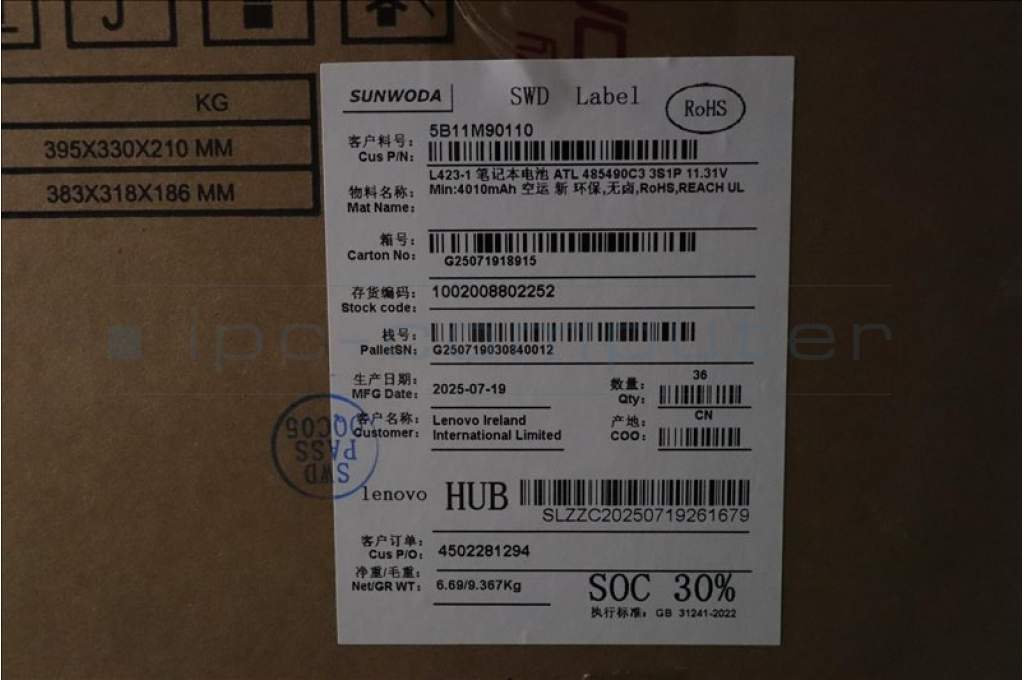 KG
395X330X210 MM
383X318X186 MM
SUNWODA
SWD Label
RoHS
客户料号:
Cus P/N:
5B11M90110
物料名称:
Mat Name:
L423-1 笔记本电池 ATL 485490C3 3S1P 11.31V
Min:4010mAh 空运 新 环保,无卤,RoHS,REACH UL
箱号:
Carton No:
G25071918915
存货编码:
Stock code:
1002008802252
栈号:
PalletSN:
G250719030840012
生产日期:
MFG Date:
2025-07-19
数量:
Qty:
36
客户名称:
Customer:
Lenovo Ireland
International Limited
产地:
COO:
CN
SWD
PASS
OQC05
lenovo HUB
SLZZC20250719261679
客户订单:
Cus P/O:
4502281294
净重/毛重:
Net/GR WT:
6.69/9.367Kg
SOC 30%
执行标准: GB 31241-2022
ipc-computer